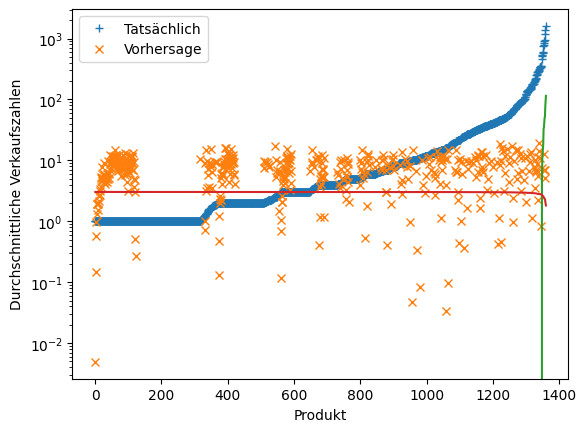 Tatsächlich
Vorhersage
Durchschnittliche Verkaufszahlen
10³
10²
10¹
10⁰
10⁻¹
10⁻²
0 200 400 600 800 1000 1200 1400
Produkt